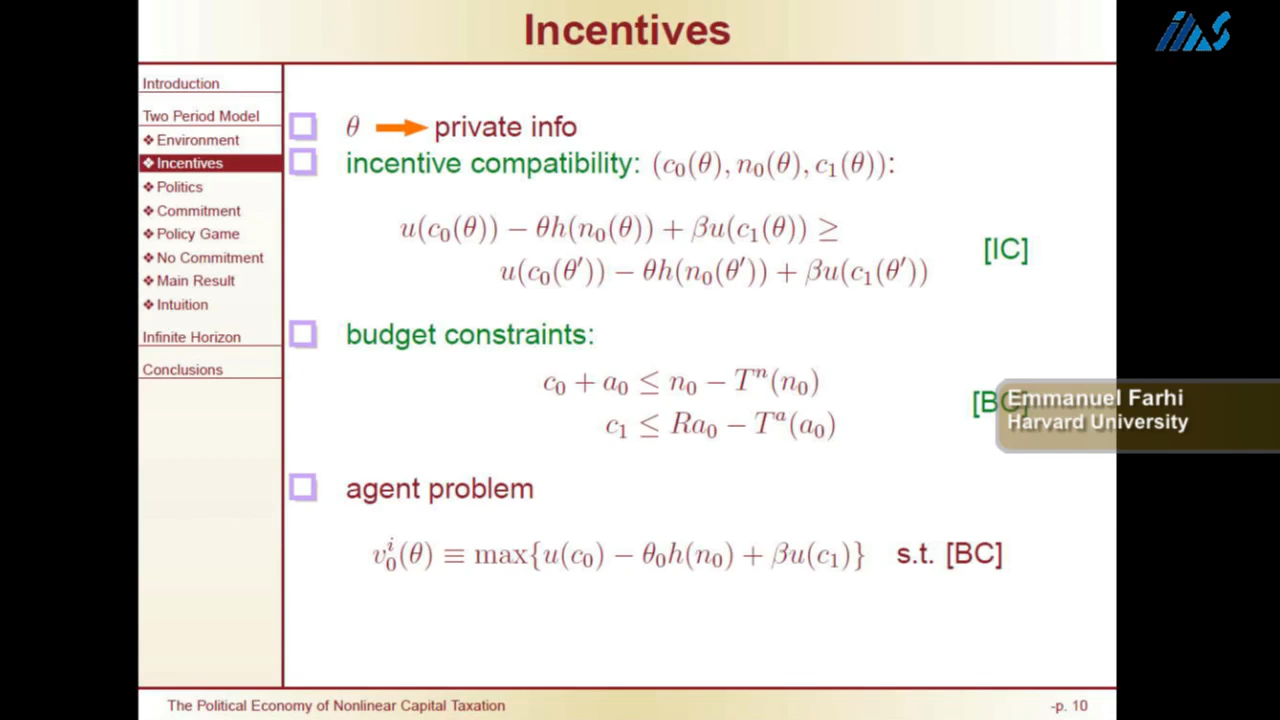 Incentives
IIAS
Introduction
Two Period Model
❖ Environment
❖ Incentives
❖ Politics
❖ Commitment
❖ Policy Game
❖ No Commitment
❖ Main Result
❖ Intuition
Infinite Horizon
Conclusions
θ → private info
incentive compatibility: (c₀(θ), n₀(θ), c₁(θ)):
u(c₀(θ)) − θh(n₀(θ)) + βu(c₁(θ)) ≥
u(c₀(θ′)) − θh(n₀(θ′)) + βu(c₁(θ′))
[IC]
budget constraints:
c₀ + a₀ ≤ n₀ − Tⁿ(n₀)
c₁ ≤ Ra₀ − Tᵃ(a₀)
[BC]
Emmanuel Farhi
Harvard University
agent problem
v₀ⁱ(θ) ≡ max{u(c₀) − θ₀h(n₀) + βu(c₁)} s.t. [BC]
The Political Economy of Nonlinear Capital Taxation
-p. 10